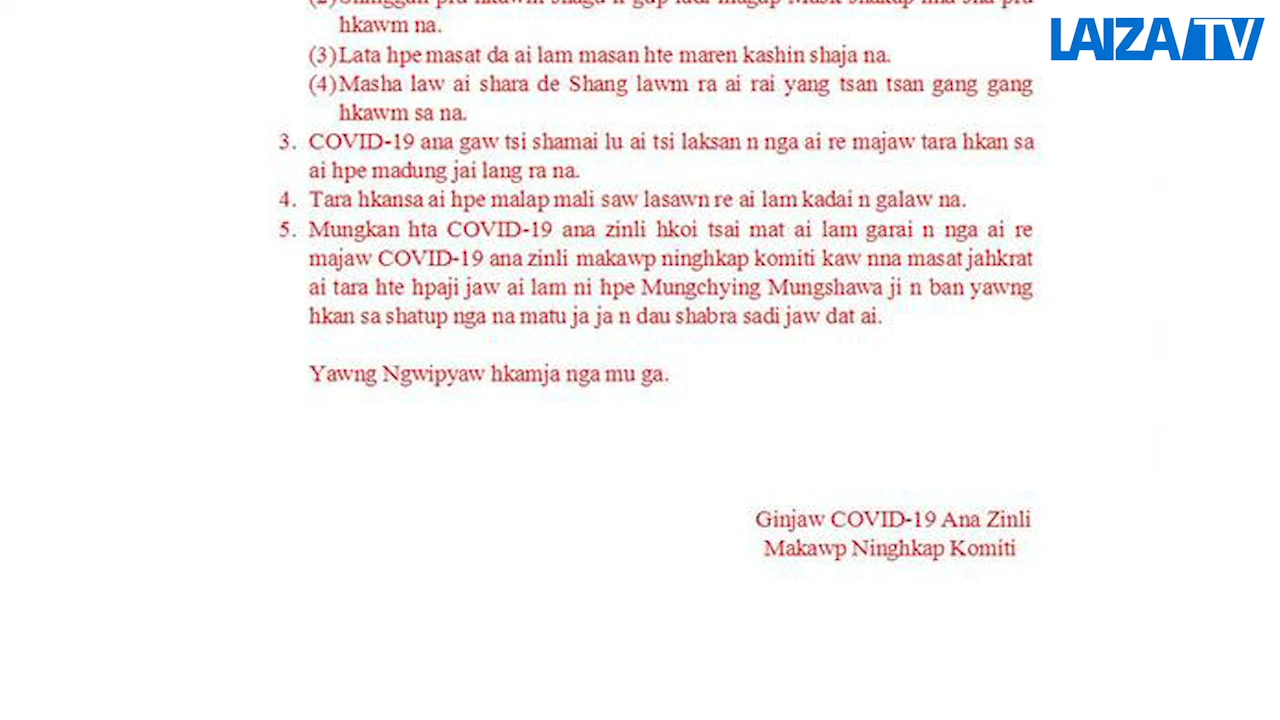 LAIZA TV
hkawm na.
(3)Lata hpe masat da ai lam masan hte maren kashin shaja na.
(4)Masha law ai shara de Shang lawm ra ai rai yang tsan tsan gang gang
hkawm sa na.
3. COVID-19 ana gaw tsi shamai lu ai tsi laksan n nga ai re majaw tara hkan sa
ai hpe madung jai lang ra na.
4. Tara hkansa ai hpe malap mali saw lasawn re ai lam kadai n galaw na.
5. Mungkan hta COVID-19 ana zinli hkoi tsai mat ai lam garai n nga ai re
majaw COVID-19 ana zinli makawp ninghkap komiti kaw nna masat jahkrat
ai tara hte hpaji jaw ai lam ni hpe Mungchying Mungshawa ji n ban yawng
hkan sa shatup nga na matu ja ja n dau shabra sadi jaw dat ai.
Yawng Ngwipyaw hkamja nga mu ga.
Ginjaw COVID-19 Ana Zinli
Makawp Ninghkap Komiti